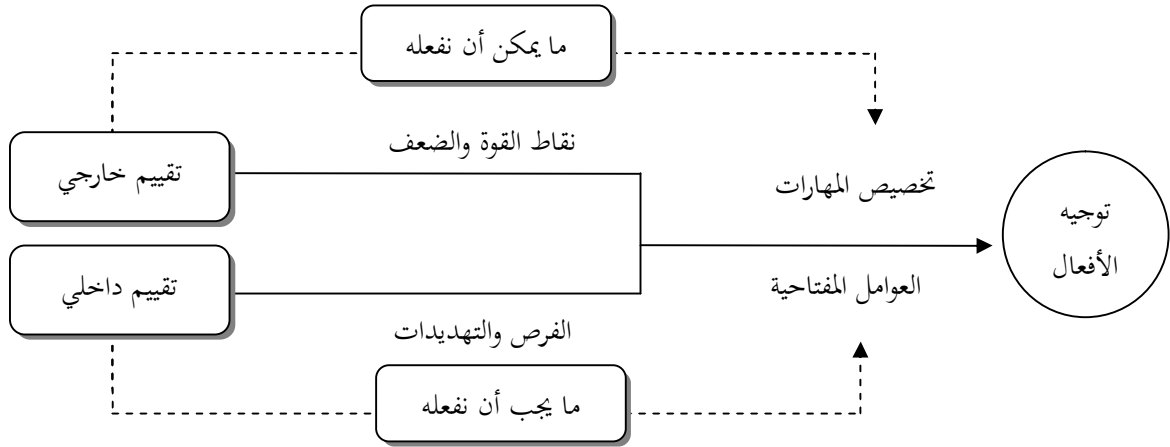 ما يمكن أن نفعله
نقاط القوة والضعف
تقييم خارجي
تخصيص المهارات
توجيه
الأفعال
تقييم داخلي
العوامل المفتاحية
الفرص والتهديدات
ما يجب أن نفعله